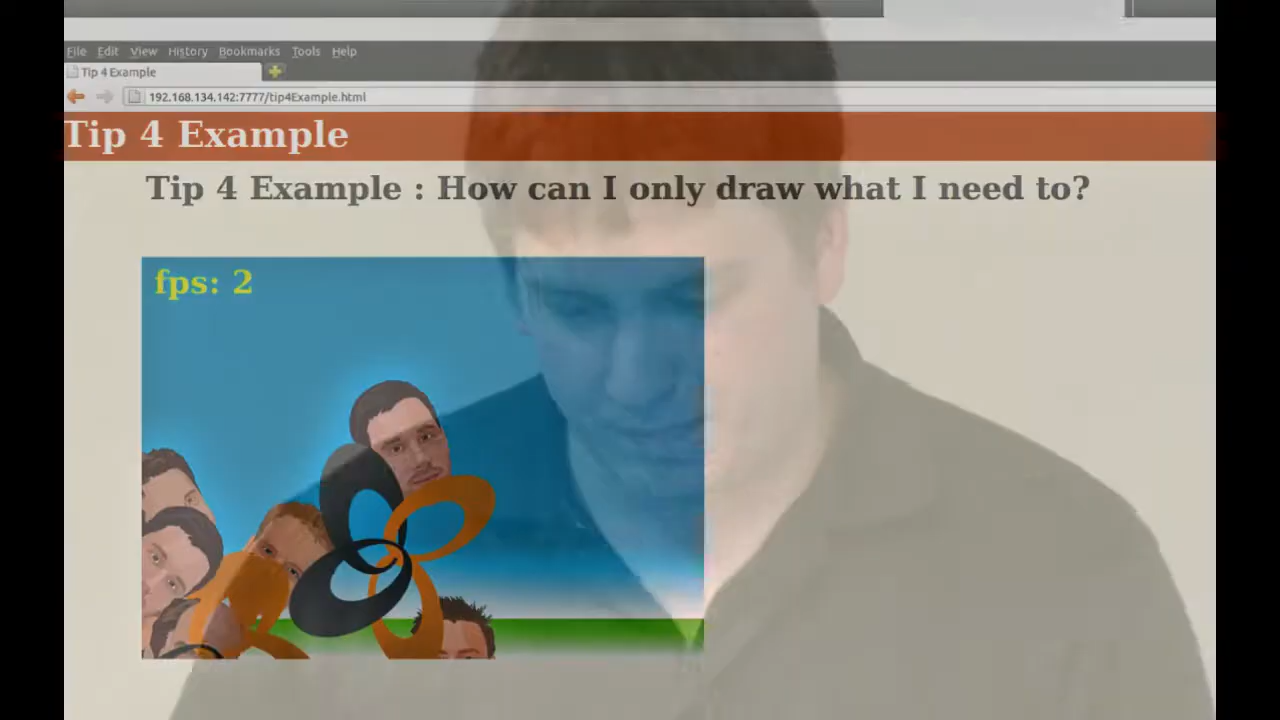 File Edit View History Bookmarks Tools Help
Tip 4 Example
192.168.134.142:7777/tip4Example.html
Tip 4 Example
Tip 4 Example : How can I only draw what I need to?
fps: 2